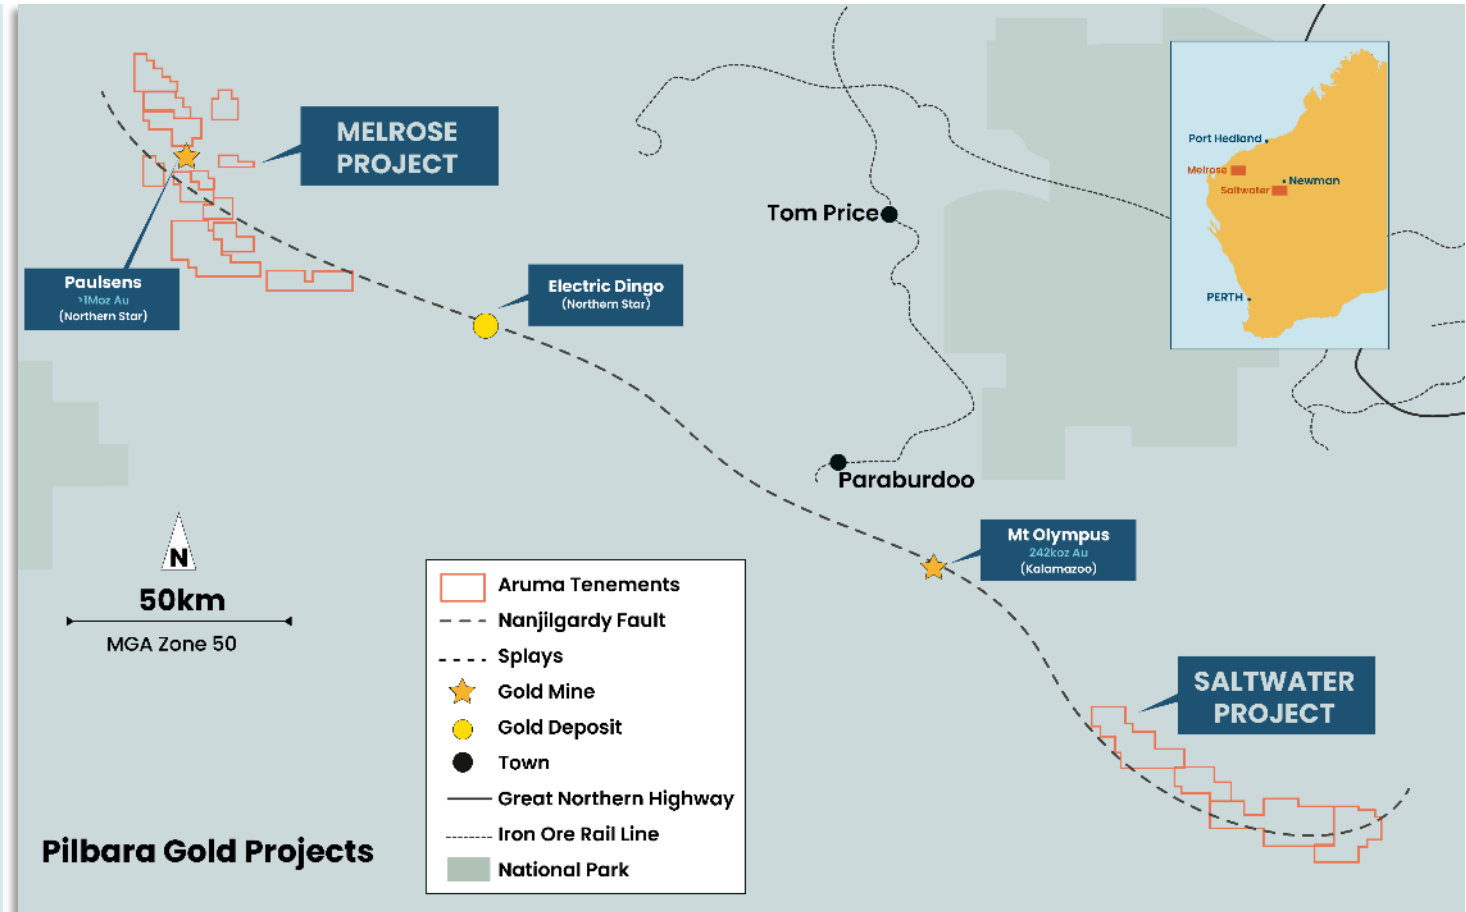 MELROSE
PROJECT
Paulsens
>1Moz Au
(Northern Star)
Electric Dingo
(Northern Star)
Tom Price
Paraburdoo
Mt Olympus
242koz Au
(Kalamazoo)
SALTWATER
PROJECT
Port Hedland
Melrose
Newman
Saltwater
PERTH
N
50km
MGA Zone 50
Aruma Tenements
Nanjilgardy Fault
Splays
Gold Mine
Gold Deposit
Town
Great Northern Highway
Iron Ore Rail Line
National Park
Pilbara Gold Projects